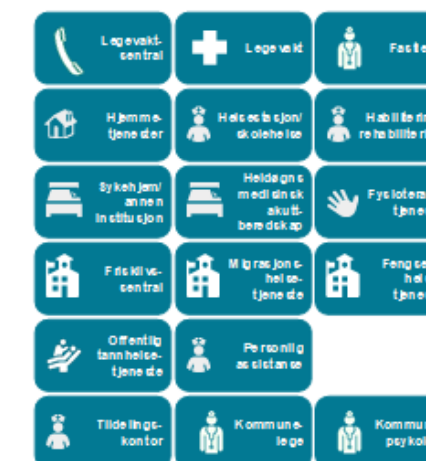 Legevakt-
sentral
Legevakt
Hjemme-
tjenester
Helsestasjon/
skolehelse
Sykehjem/
annen
institusjon
Heldøgns
medisinsk
akutt-
beredskap
Frisklivs-
sentral
Migrasjons-
helse-
tjeneste
Offentlig
tannhelse-
tjeneste
Personlig
assistanse
Tildelings-
kontor
Kommune-
lege